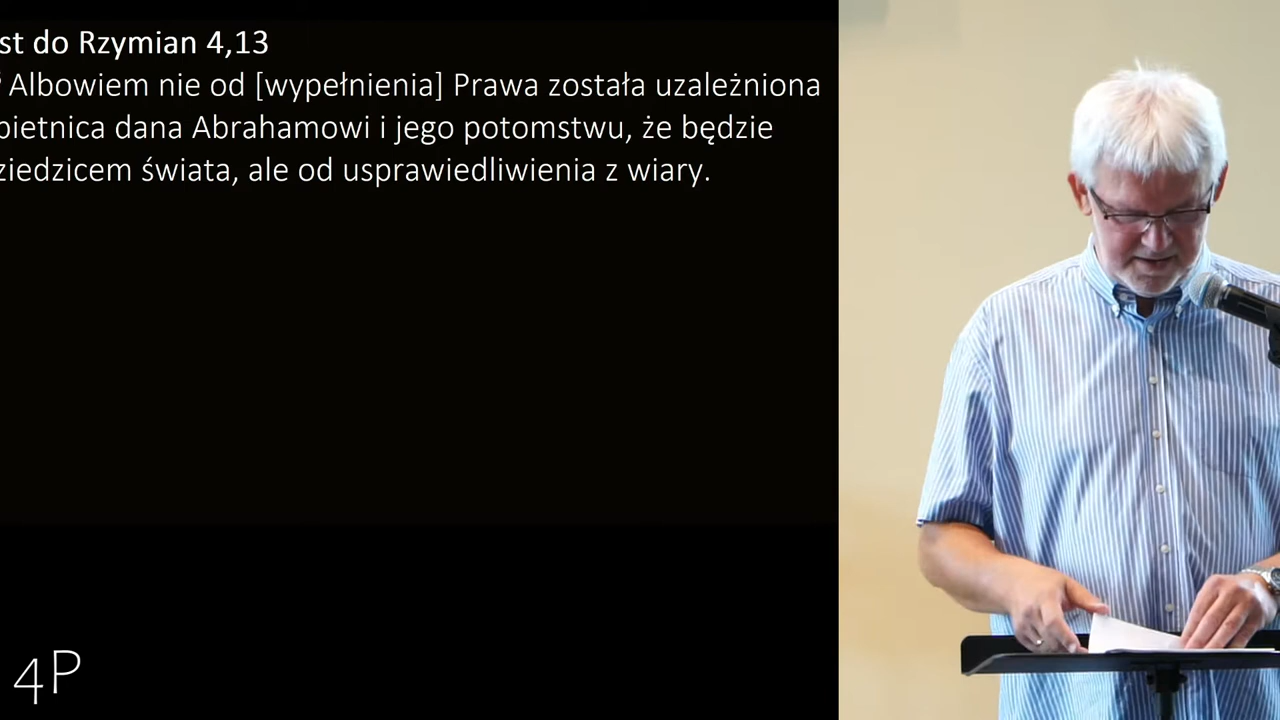 st do Rzymian 4,13
Albowiem nie od [wypełnienia] Prawa została uzależniona
bietnica dana Abrahamowi i jego potomstwu, że będzie
ziedzicem świata, ale od usprawiedliwienia z wiary.
4P